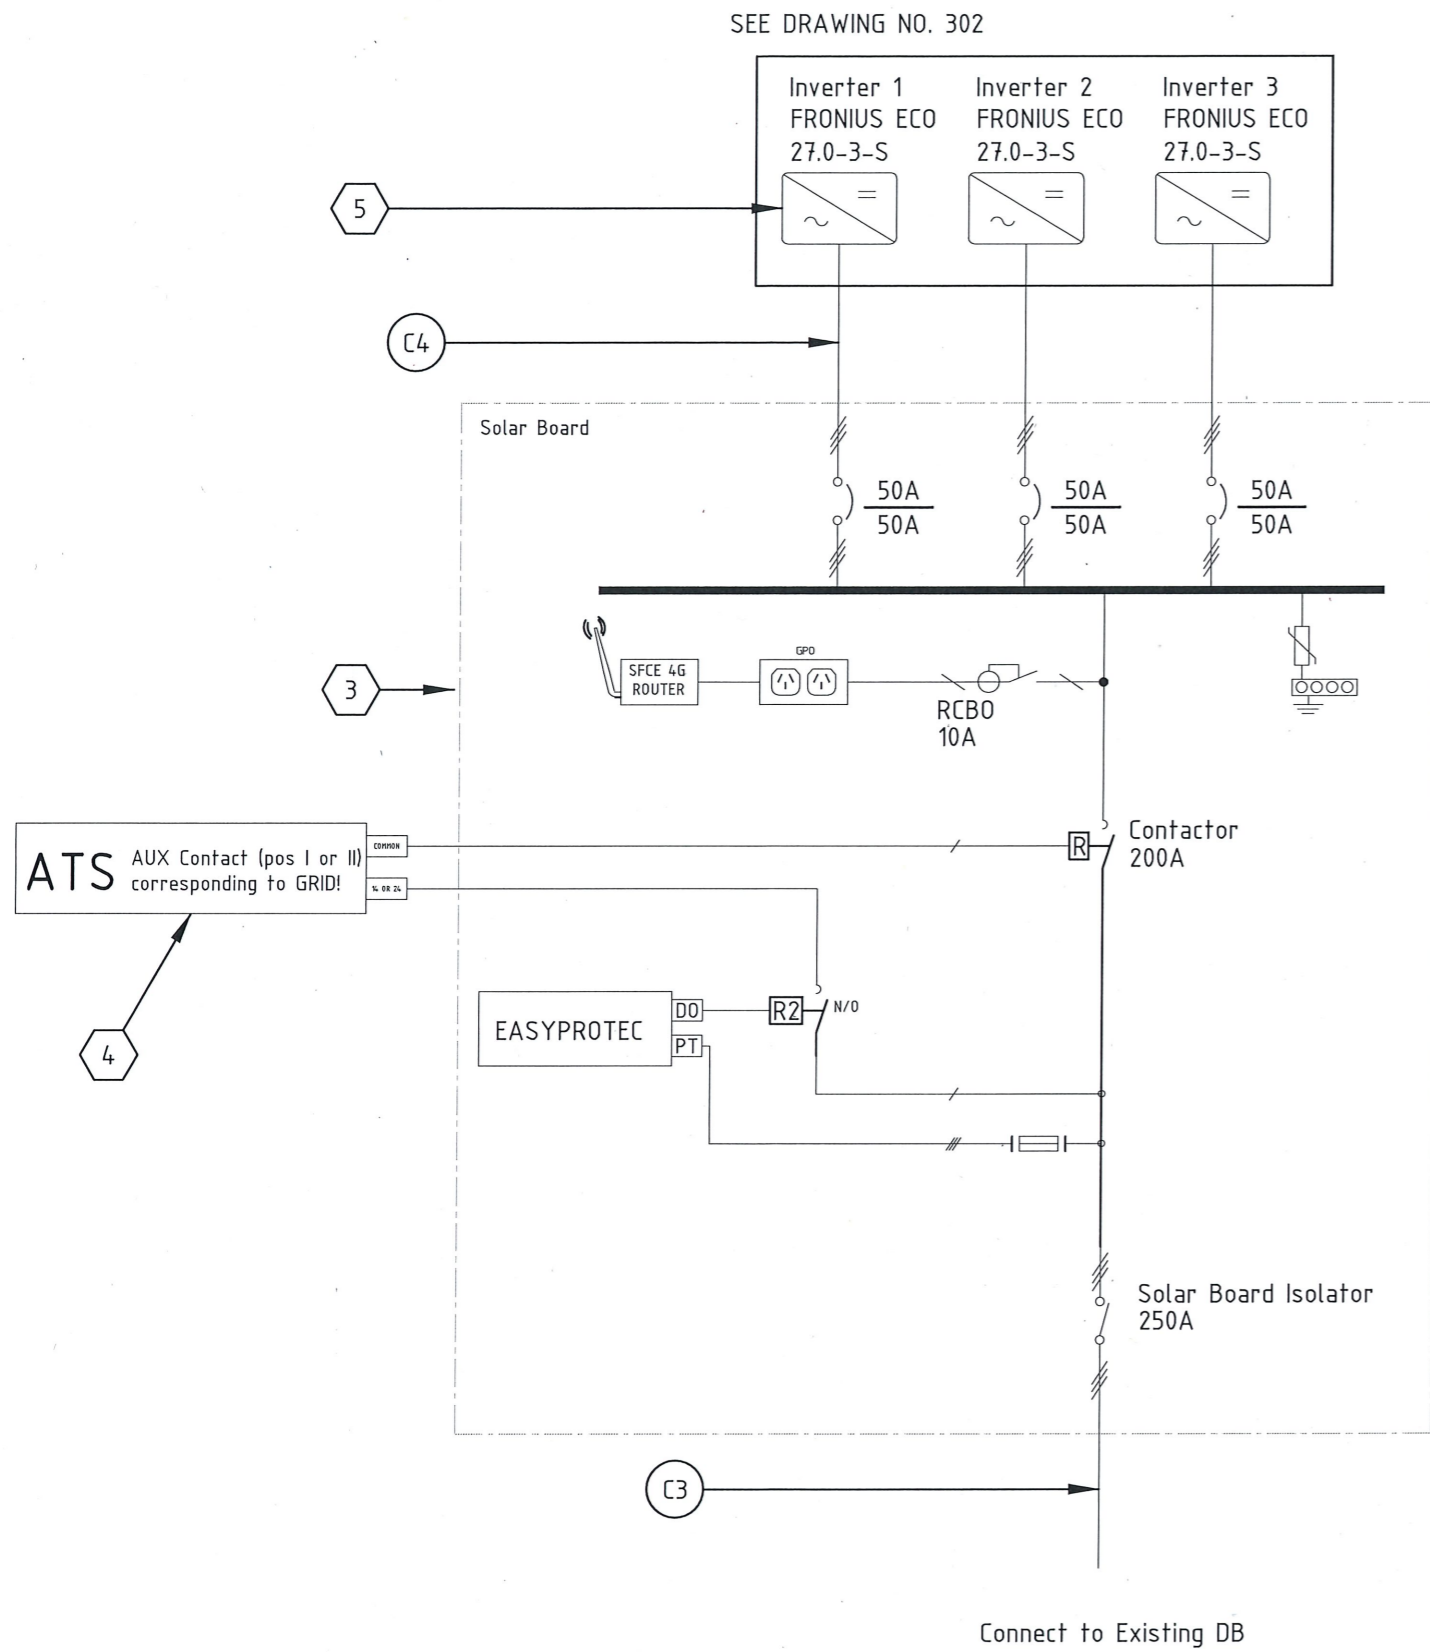 SEE DRAWING NO. 302
Inverter 1
FRONIUS ECO
27.0-3-S
Inverter 2
FRONIUS ECO
27.0-3-S
Inverter 3
FRONIUS ECO
27.0-3-S
5
C4
Solar Board
50A
50A
50A
50A
50A
50A
SFCE 4G
ROUTER
GPO
RCBO
10A
3
ATS
AUX Contact (pos I or II)
corresponding to GRID!
COMMON
14 OR 24
R
Contactor
200A
4
EASYPROTEC
DO
PT
R2
N/O
Solar Board Isolator
250A
C3
Connect to Existing DB